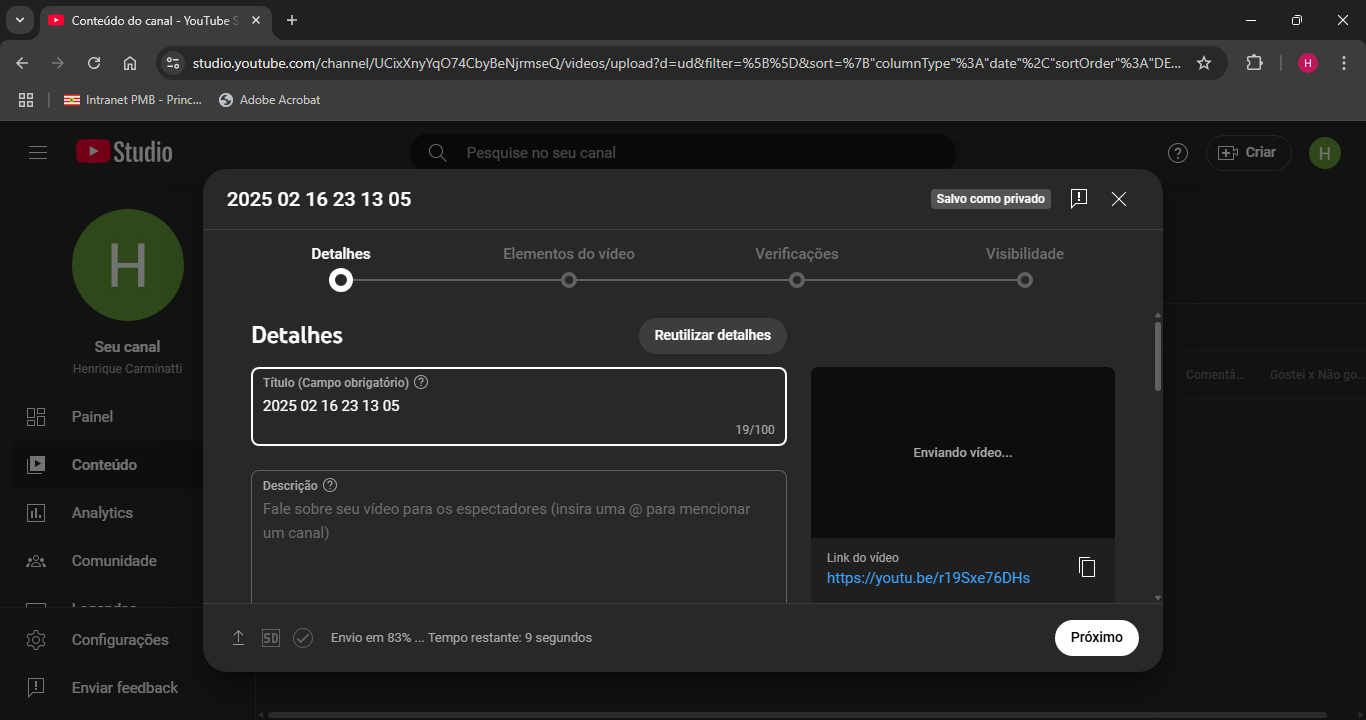 Conteúdo do canal - YouTube S
studio.youtube.com/channel/UCixXnyYqO74CbyBeNjrmseQ/videos/upload?d=ud&filter=%5B%5D&sort=%7B"columnType"%3A"date"%2C"sortOrder"%3A"DE...
H
Intranet PMB - Princ...
Adobe Acrobat
Studio
Pesquise no seu canal
Criar
H
2025 02 16 23 13 05
Salvo como privado
Detalhes
Elementos do vídeo
Verificações
Visibilidade
H
Seu canal
Henrique Carminatti
Painel
Conteúdo
Analytics
Comunidade
Legendas
Configurações
Enviar feedback
Detalhes
Reutilizar detalhes
Título (Campo obrigatório)
2025 02 16 23 13 05
19/100
Descrição
Fale sobre seu vídeo para os espectadores (insira uma @ para mencionar
um canal)
Enviando vídeo...
Link do vídeo
https://youtu.be/r19Sxe76DHs
Comentá...
Gostei x Não go...
SD
Envio em 83% ... Tempo restante: 9 segundos
Próximo